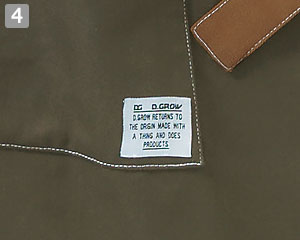 4
DG D.GROW
D.GROW RETURNS TO
THE ORIGIN MADE WITH
A THING AND DOES
PRODUCTS